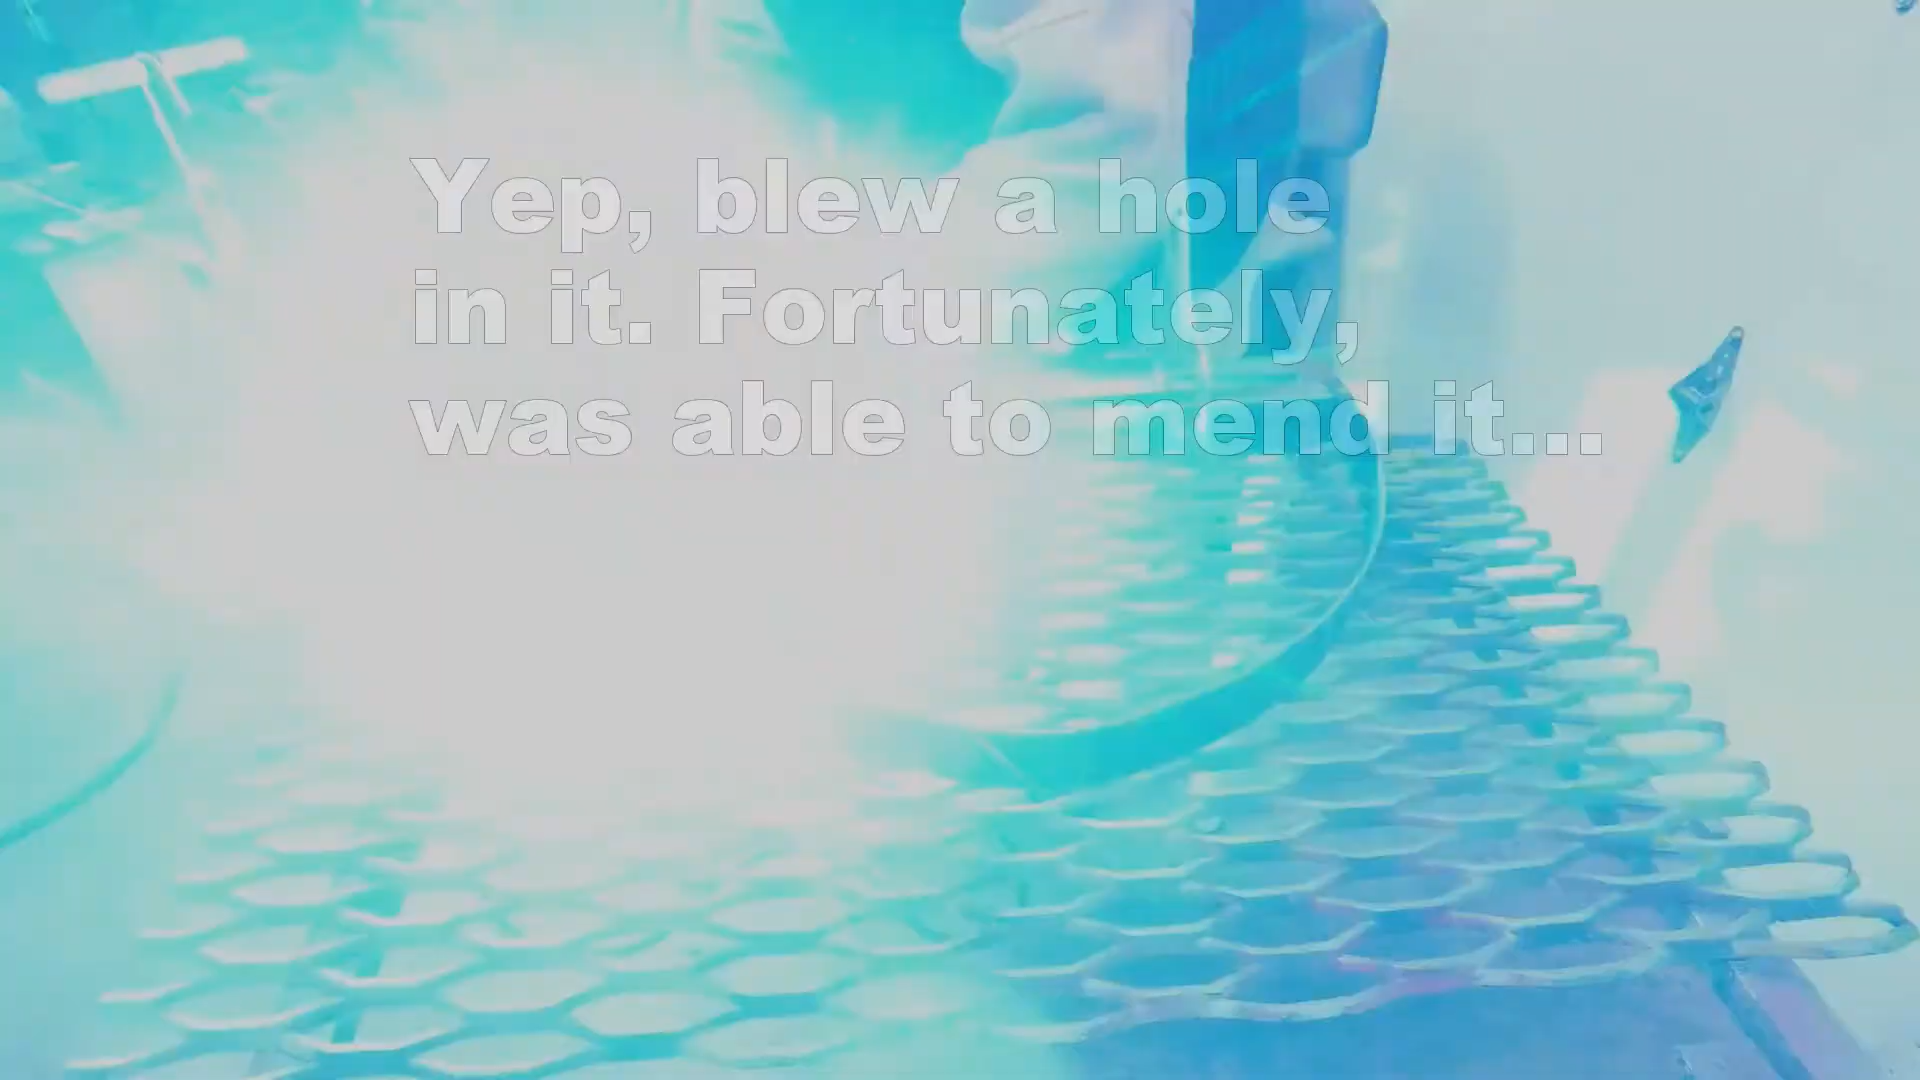 Yep, blew a hole
in it. Fortunately,
was able to mend it...